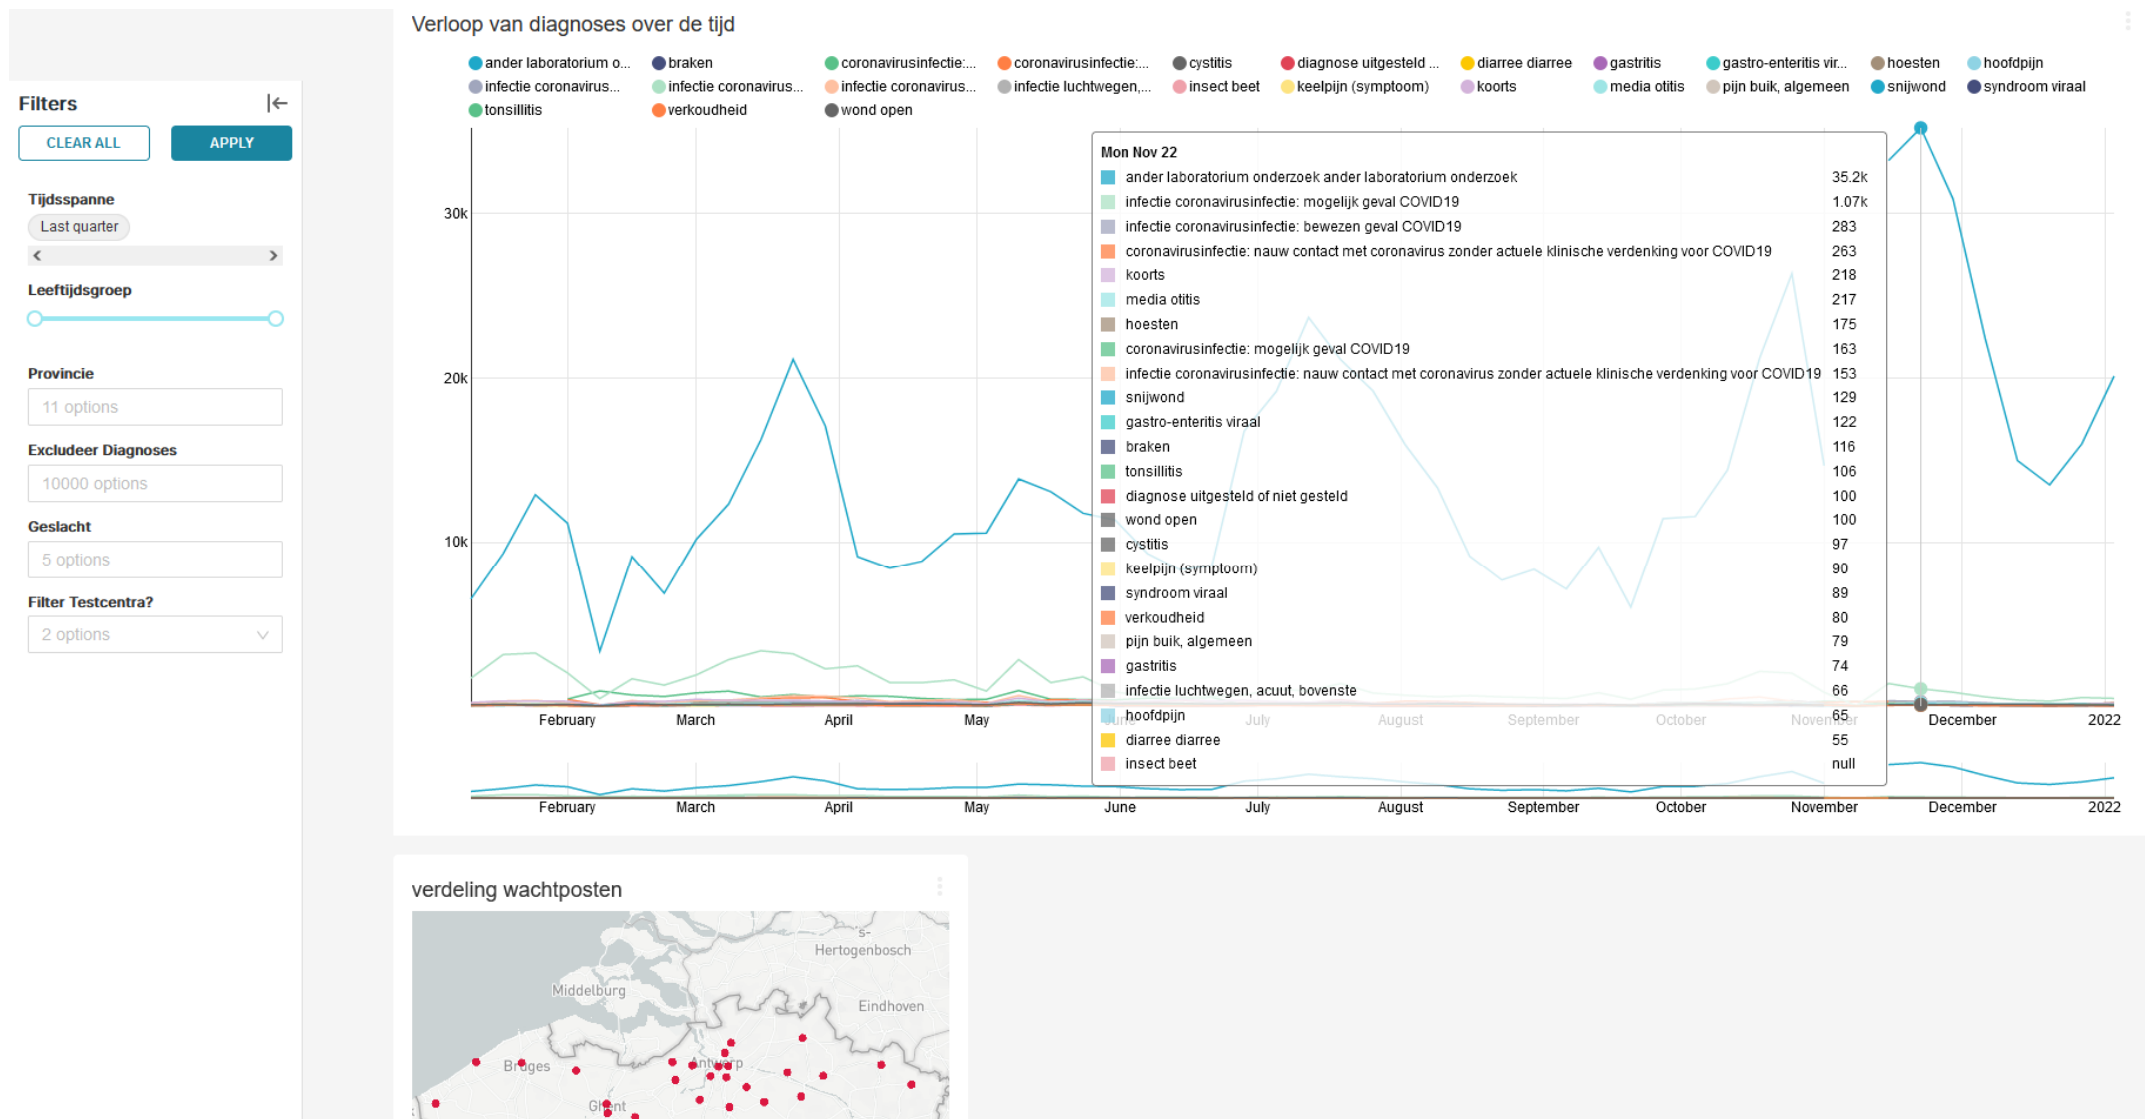 Verloop van diagnoses over de tijd
ander laboratorium o...
braken
coronavirusinfectie:...
coronavirusinfectie:...
cystitis
diagnose uitgesteld ...
diarree diarree
gastritis
gastro-enteritis vir...
hoesten
hoofdpijn
infectie coronavirus...
infectie coronavirus...
infectie coronavirus...
infectie luchtwegen,...
insect beet
keelpijn (symptoom)
koorts
media otitis
pijn buik, algemeen
snijwond
syndroom viraal
tonsillitis
verkoudheid
wond open
Filters
CLEAR ALL
APPLY
Tijdsspanne
Last quarter
Leeftijdsgroep
Provincie
11 options
Excludeer Diagnoses
10000 options
Geslacht
5 options
Filter Testcentra?
2 options
30k
20k
10k
Mon Nov 22
ander laboratorium onderzoek ander laboratorium onderzoek 35.2k
infectie coronavirusinfectie: mogelijk geval COVID19 1.07k
infectie coronavirusinfectie: bewezen geval COVID19 283
coronavirusinfectie: nauw contact met coronavirus zonder actuele klinische verdenking voor COVID19 263
koorts 218
media otitis 217
hoesten 175
coronavirusinfectie: mogelijk geval COVID19 163
infectie coronavirusinfectie: nauw contact met coronavirus zonder actuele klinische verdenking voor COVID19 153
snijwond 129
gastro-enteritis viraal 122
braken 116
tonsillitis 106
diagnose uitgesteld of niet gesteld 100
wond open 100
cystitis 97
keelpijn (symptoom) 90
syndroom viraal 89
verkoudheid 80
pijn buik, algemeen 79
gastritis 74
infectie luchtwegen, acuut, bovenste 66
hoofdpijn 65
diarree diarree 55
insect beet null
February March April May June July August September October November December 2022
February March April May June July August September October November December 2022
verdeling wachtposten
s-
Hertogenbosch
Middelburg
Eindhoven
Bruges
Antwerp
Ghent